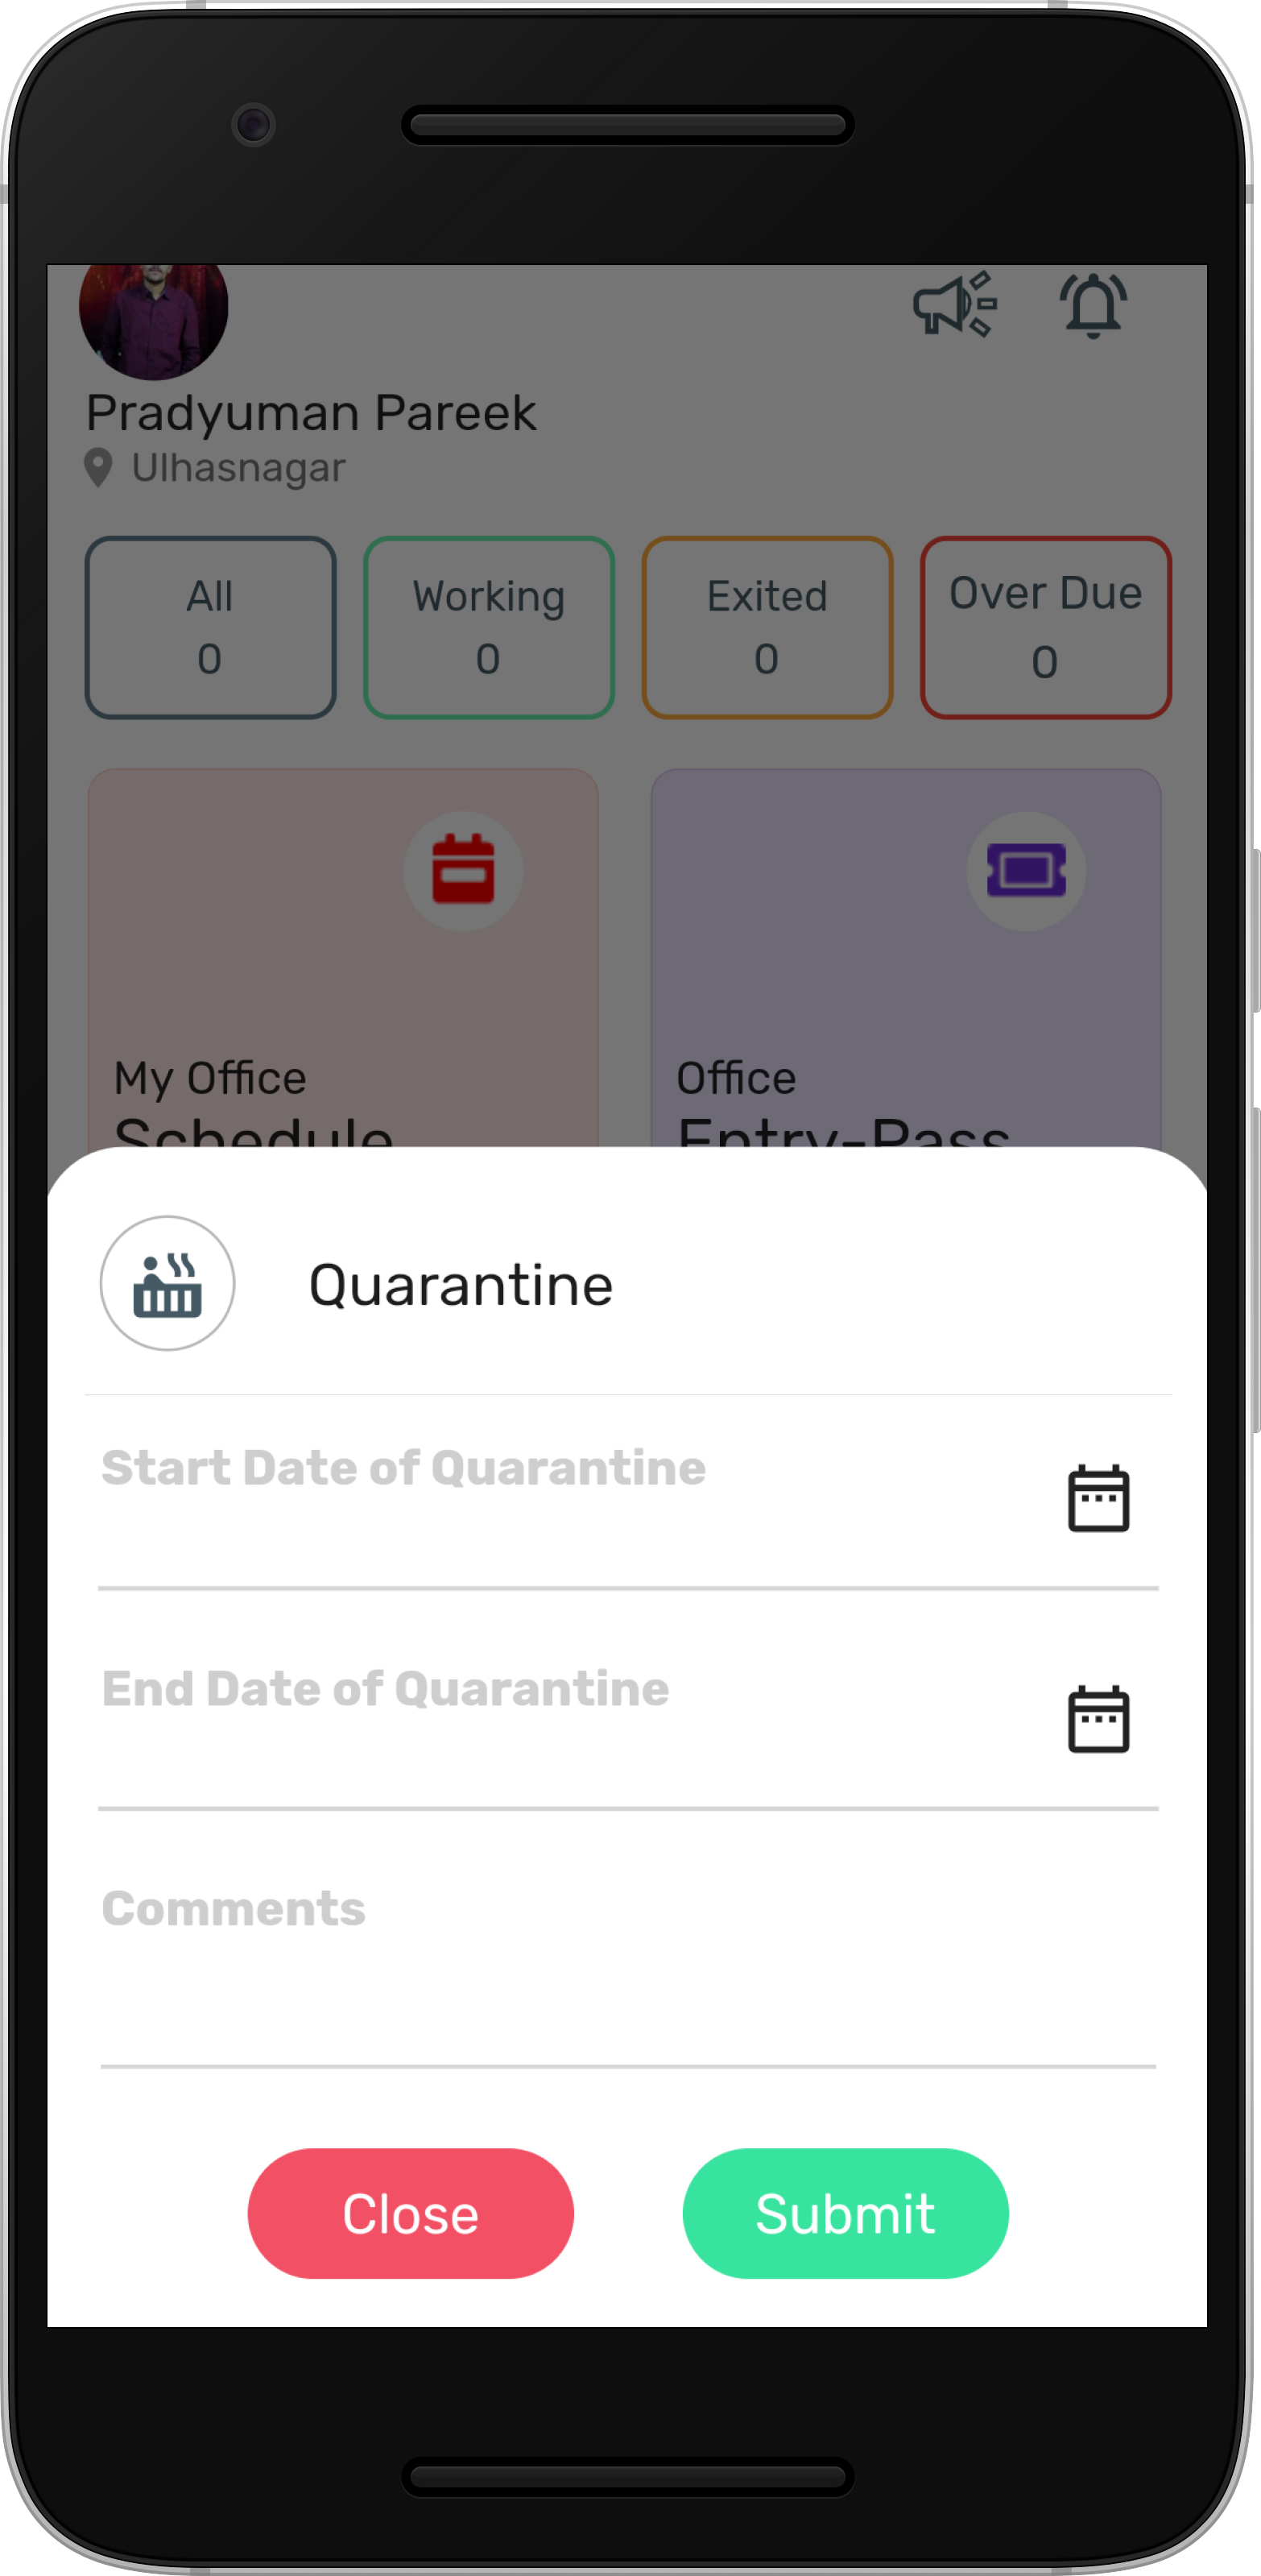 Pradyuman Pareek
Ulhasnagar
All
0
Working
0
Exited
0
Over Due
0
My Office
Schedule
Office
Entry-Pass
Quarantine
Start Date of Quarantine
End Date of Quarantine
Comments
Close
Submit